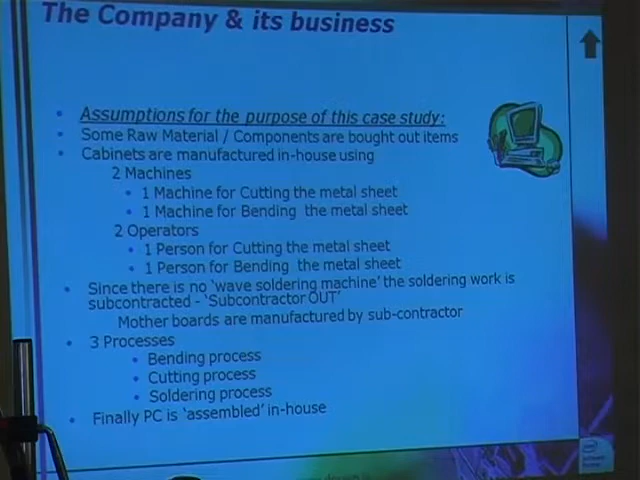 The Company & its business
Assumptions for the purpose of this case study:
Some Raw Material / Components are bought out items
Cabinets are manufactured in-house using
2 Machines
1 Machine for Cutting the metal sheet
1 Machine for Bending the metal sheet
2 Operators
1 Person for Cutting the metal sheet
1 Person for Bending the metal sheet
Since there is no 'wave soldering machine' the soldering work is
subcontracted - 'Subcontractor OUT'
Mother boards are manufactured by sub-contractor
3 Processes
Bending process
Cutting process
Soldering process
Finally PC is 'assembled' in-house